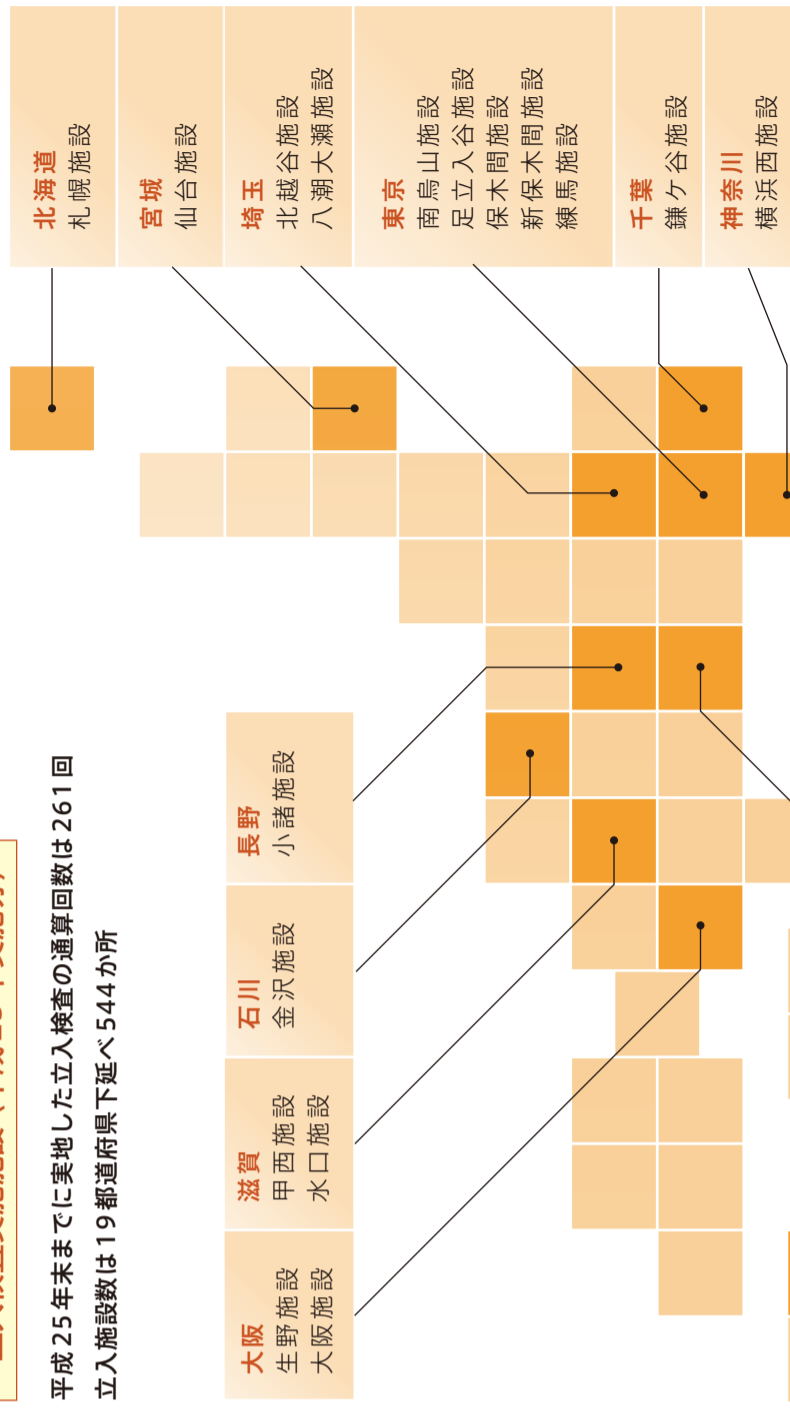 平成25年末までに実地した立入検査の通算回数は261回
立入施設数は19都道府県下延べ544か所
大阪
生野施設
大阪施設
滋賀
甲西施設
水口施設
石川
金沢施設
長野
小諸施設
北海道
札幌施設
宮城
仙台施設
埼玉
北越谷施設
八潮大瀬施設
東京
南烏山施設
足立入谷施設
保木間施設
新保木間施設
練馬施設
千葉
鎌ケ谷施設
神奈川
横浜西施設